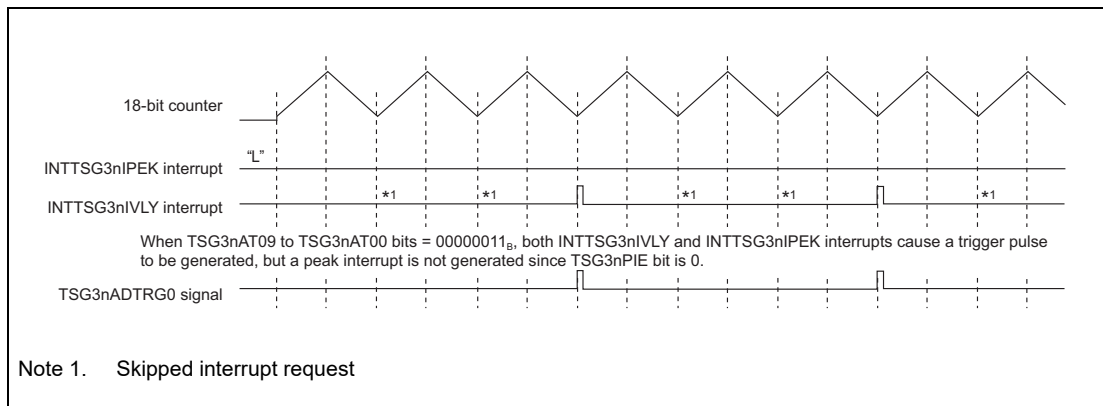 18-bit counter
"L"
INTTSG3nIPEK interrupt
*1 *1 *1 *1 *1
INTTSG3nIVLY interrupt
When TSG3nAT09 to TSG3nAT00 bits = 00000011B, both INTTSG3nIVLY and INTTSG3nIPEK interrupts cause a trigger pulse
to be generated, but a peak interrupt is not generated since TSG3nPIE bit is 0.
TSG3nADTRG0 signal
Note 1. Skipped interrupt request